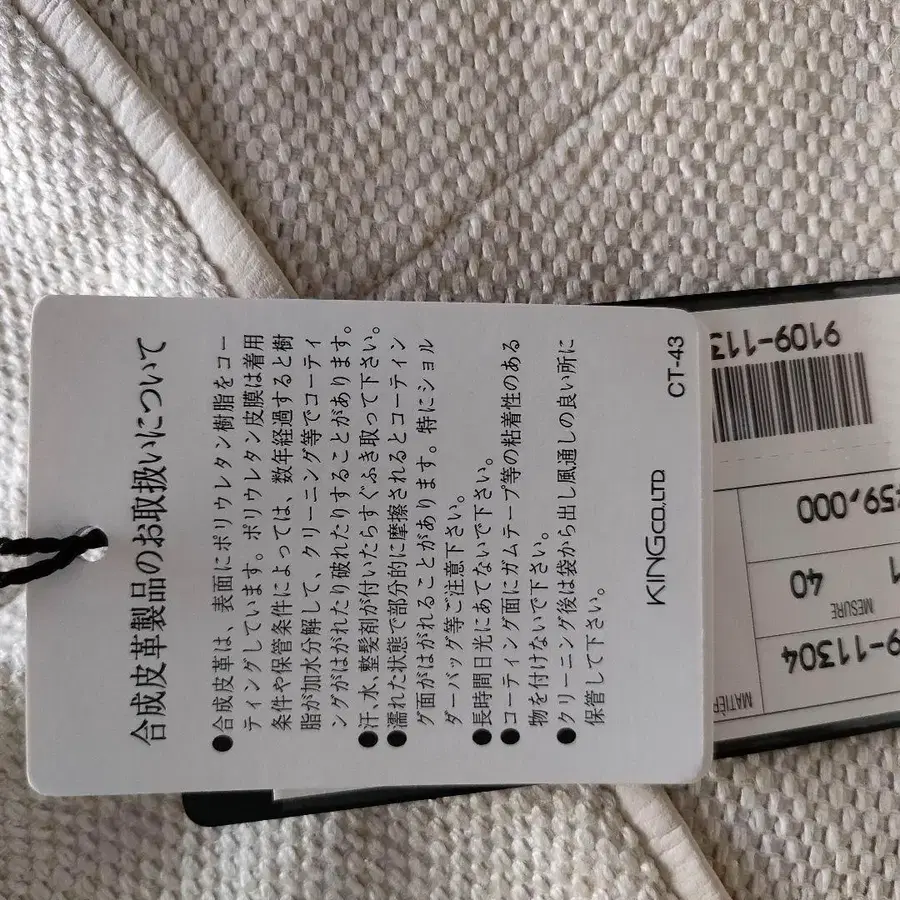 合成皮革製品のお取扱いについて
●合成皮革は、表面にポリウレタン樹脂をコー
ティングしています。ポリウレタン皮膜は着用
条件や保管条件によっては、数年経過すると樹
脂が加水分解して、クリーニング等でコーティ
ングがはがれたり破れたりすることがあります。
●汗、水、整髪剤が付いたらすぐふき取って下さい。
●濡れた状態で部分的に摩擦されるとコーティン
グ面がはがれることがあります。特にショル
ダーバッグ等ご注意下さい。
●長時間日光にあてないで下さい。
●コーティング面にガムテープ等の粘着性のある
物を付けないで下さい。
●クリーニング後は袋から出し風通しの良い所に
保管して下さい。
KINGco.,LTD
CT-43
9109-113
59,000
MESURE
40
9-11304
MATIÈR